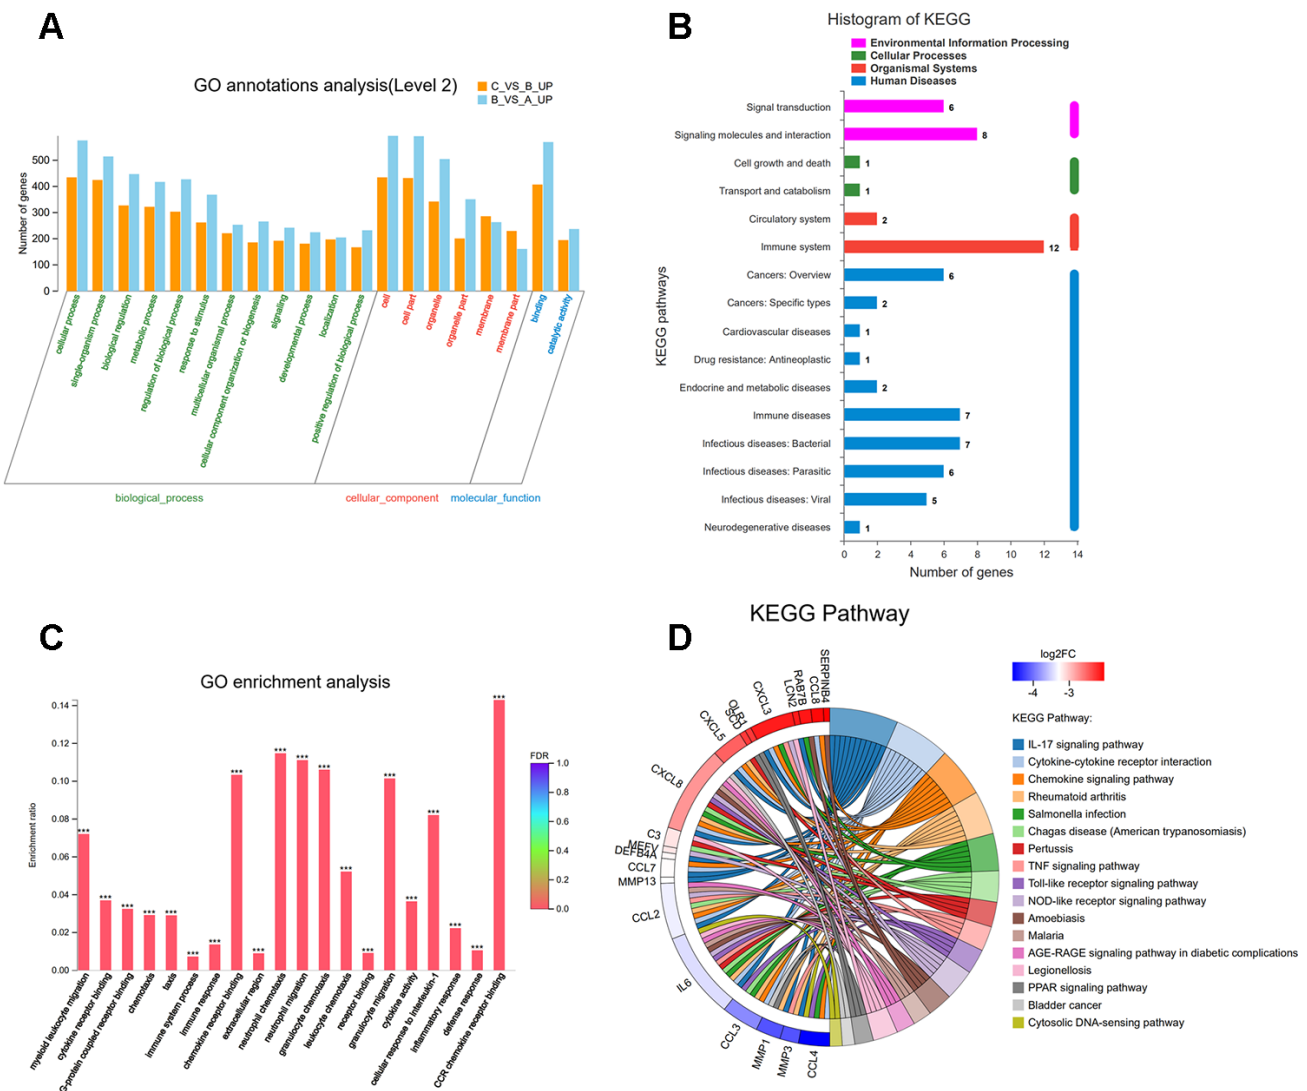 A
GO annotations analysis(Level 2)
C_VS_B_UP
B_VS_A_UP
Number of genes
500
400
300
200
100
0
cellular process
single-organism process
biological regulation
metabolic process
regulation of biological process
response to stimulus
multicellular organismal process
cellular component organization or biogenesis
signaling
developmental process
localization
positive regulation of biological process
cell
cell part
organelle
organelle part
membrane
membrane part
binding
catalytic activity
biological_process
cellular_component
molecular_function
B
Histogram of KEGG
Environmental Information Processing
Cellular Processes
Organismal Systems
Human Diseases
KEGG pathways
Signal transduction 6
Signaling molecules and interaction 8
Cell growth and death 1
Transport and catabolism 1
Circulatory system 2
Immune system 12
Cancers: Overview 6
Cancers: Specific types 2
Cardiovascular diseases 1
Drug resistance: Antineoplastic 1
Endocrine and metabolic diseases 2
Immune diseases 7
Infectious diseases: Bacterial 7
Infectious diseases: Parasitic 6
Infectious diseases: Viral 5
Neurodegenerative diseases 1
0 2 4 6 8 10 12 14
Number of genes
C
GO enrichment analysis
Enrichment ratio
0.14
0.12
0.10
0.08
0.06
0.04
0.02
0.00
*** *** *** *** *** *** *** *** *** *** *** *** *** *** *** *** *** *** *** ***
myeloid leukocyte migration
cytokine receptor binding
G-protein coupled receptor binding
chemotaxis
taxis
immune system process
immune response
chemokine receptor binding
extracellular region
neutrophil chemotaxis
neutrophil migration
granulocyte chemotaxis
leukocyte chemotaxis
receptor binding
granulocyte migration
cytokine activity
cellular response to interleukin-1
inflammatory response
defense response
CCR chemokine receptor binding
FDR
1.0
0.8
0.6
0.4
0.2
0.0
D
KEGG Pathway
SERPINB4
CCL8
RAB7B
LCN2
CXCL3
OLR1
SCD
CXCL5
CXCL8
C3
MEFV
DEFB4A
CCL7
MMP13
CCL2
IL6
CCL3
MMP1
MMP3
CCL4
log2FC
-4 -3
KEGG Pathway:
IL-17 signaling pathway
Cytokine-cytokine receptor interaction
Chemokine signaling pathway
Rheumatoid arthritis
Salmonella infection
Chagas disease (American trypanosomiasis)
Pertussis
TNF signaling pathway
Toll-like receptor signaling pathway
NOD-like receptor signaling pathway
Amoebiasis
Malaria
AGE-RAGE signaling pathway in diabetic complications
Legionellosis
PPAR signaling pathway
Bladder cancer
Cytosolic DNA-sensing pathway